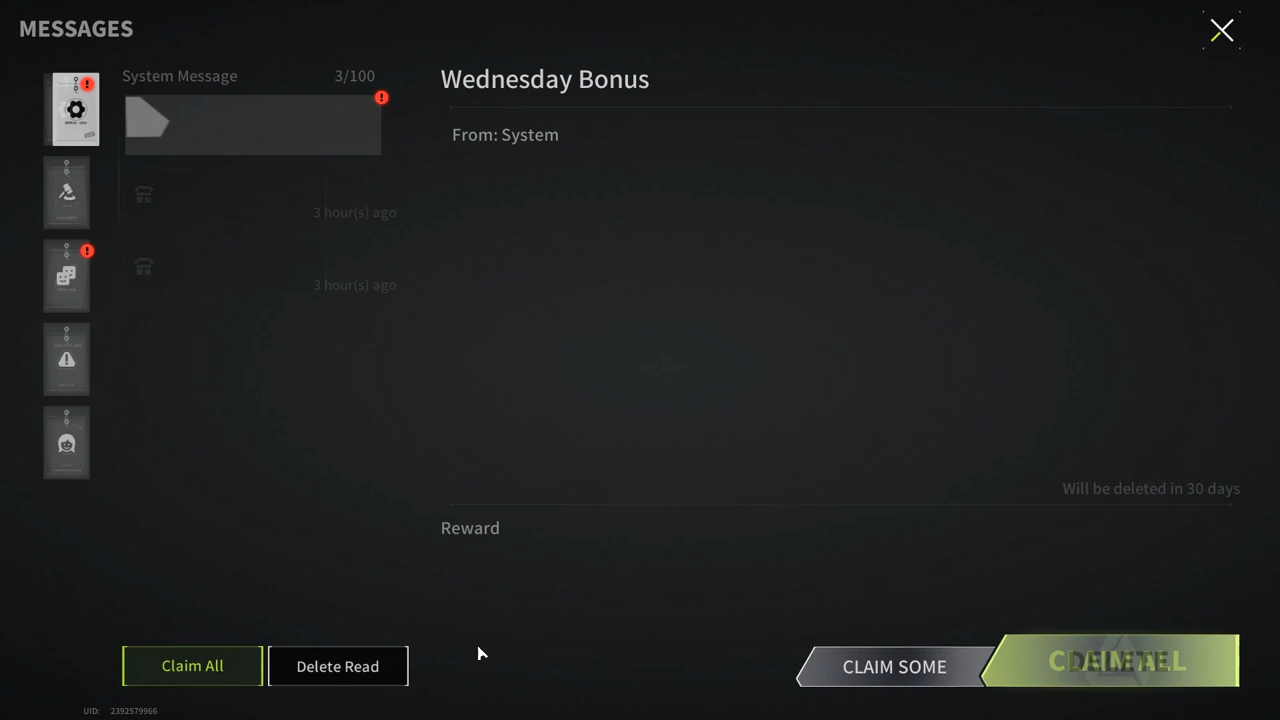 MESSAGES
System Message 3/100
3 hour(s) ago
3 hour(s) ago
Wednesday Bonus
From: System
Will be deleted in 30 days
Reward
Claim All
Delete Read
CLAIM SOME
UID: 2392579966